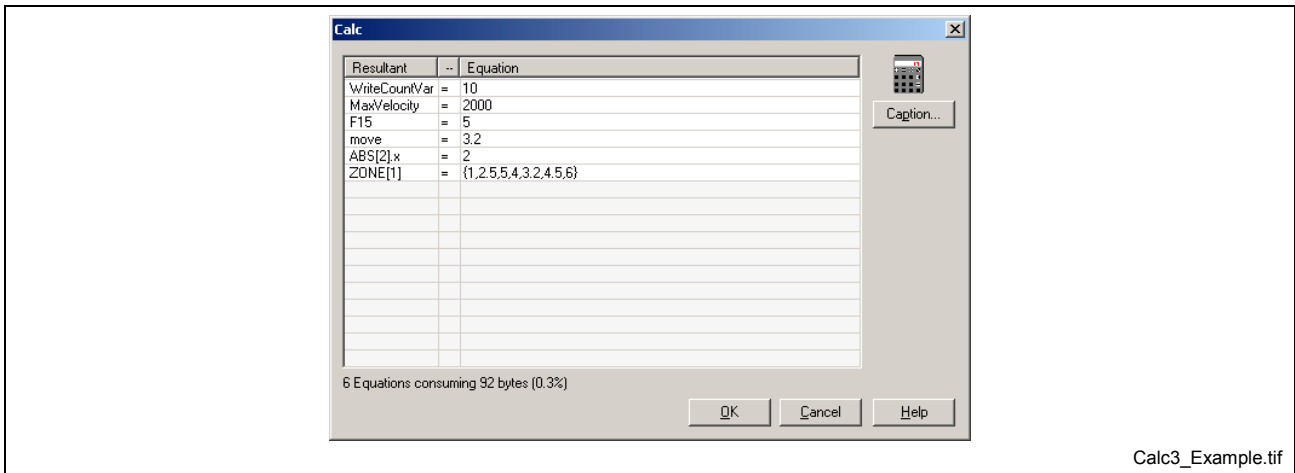 Calc
Resultant -- Equation
WriteCountVar = 10
MaxVelocity = 2000
F15 = 5
move = 3.2
ABS[2].x = 2
ZONE[1] = {1,2.5,5,4,3.2,4.5,6}
Caption...
6 Equations consuming 92 bytes (0.3%)
OK Cancel Help
Calc3_Example.tif